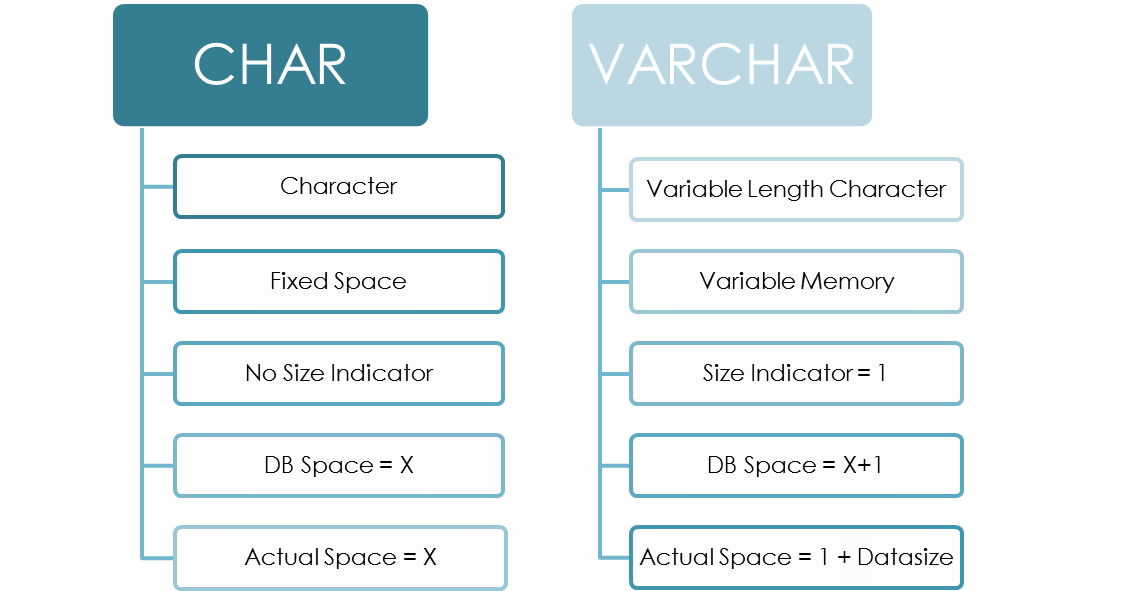 CHAR
Character
Fixed Space
No Size Indicator
DB Space = X
Actual Space = X
VARCHAR
Variable Length Character
Variable Memory
Size Indicator = 1
DB Space = X+1
Actual Space = 1 + Datasize